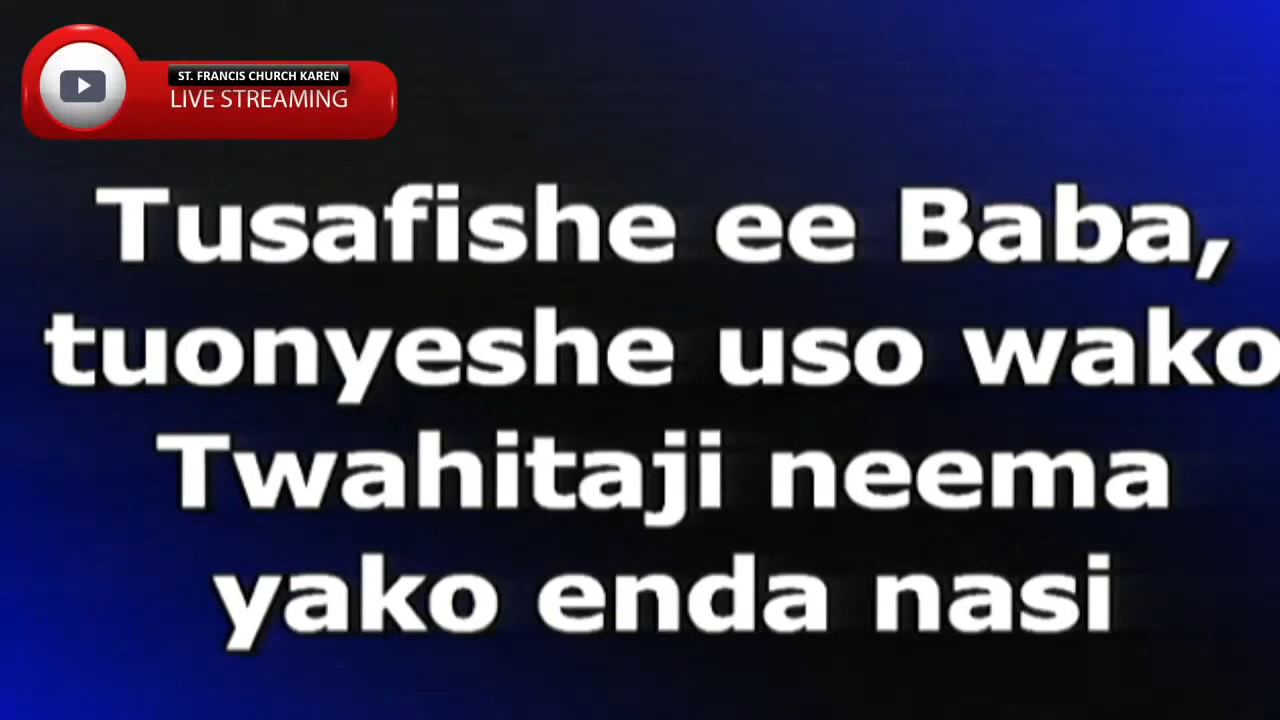 ST. FRANCIS CHURCH KAREN
LIVE STREAMING
Tusafishe ee Baba,
tuonyeshe uso wako
Twahitaji neema
yako enda nasi